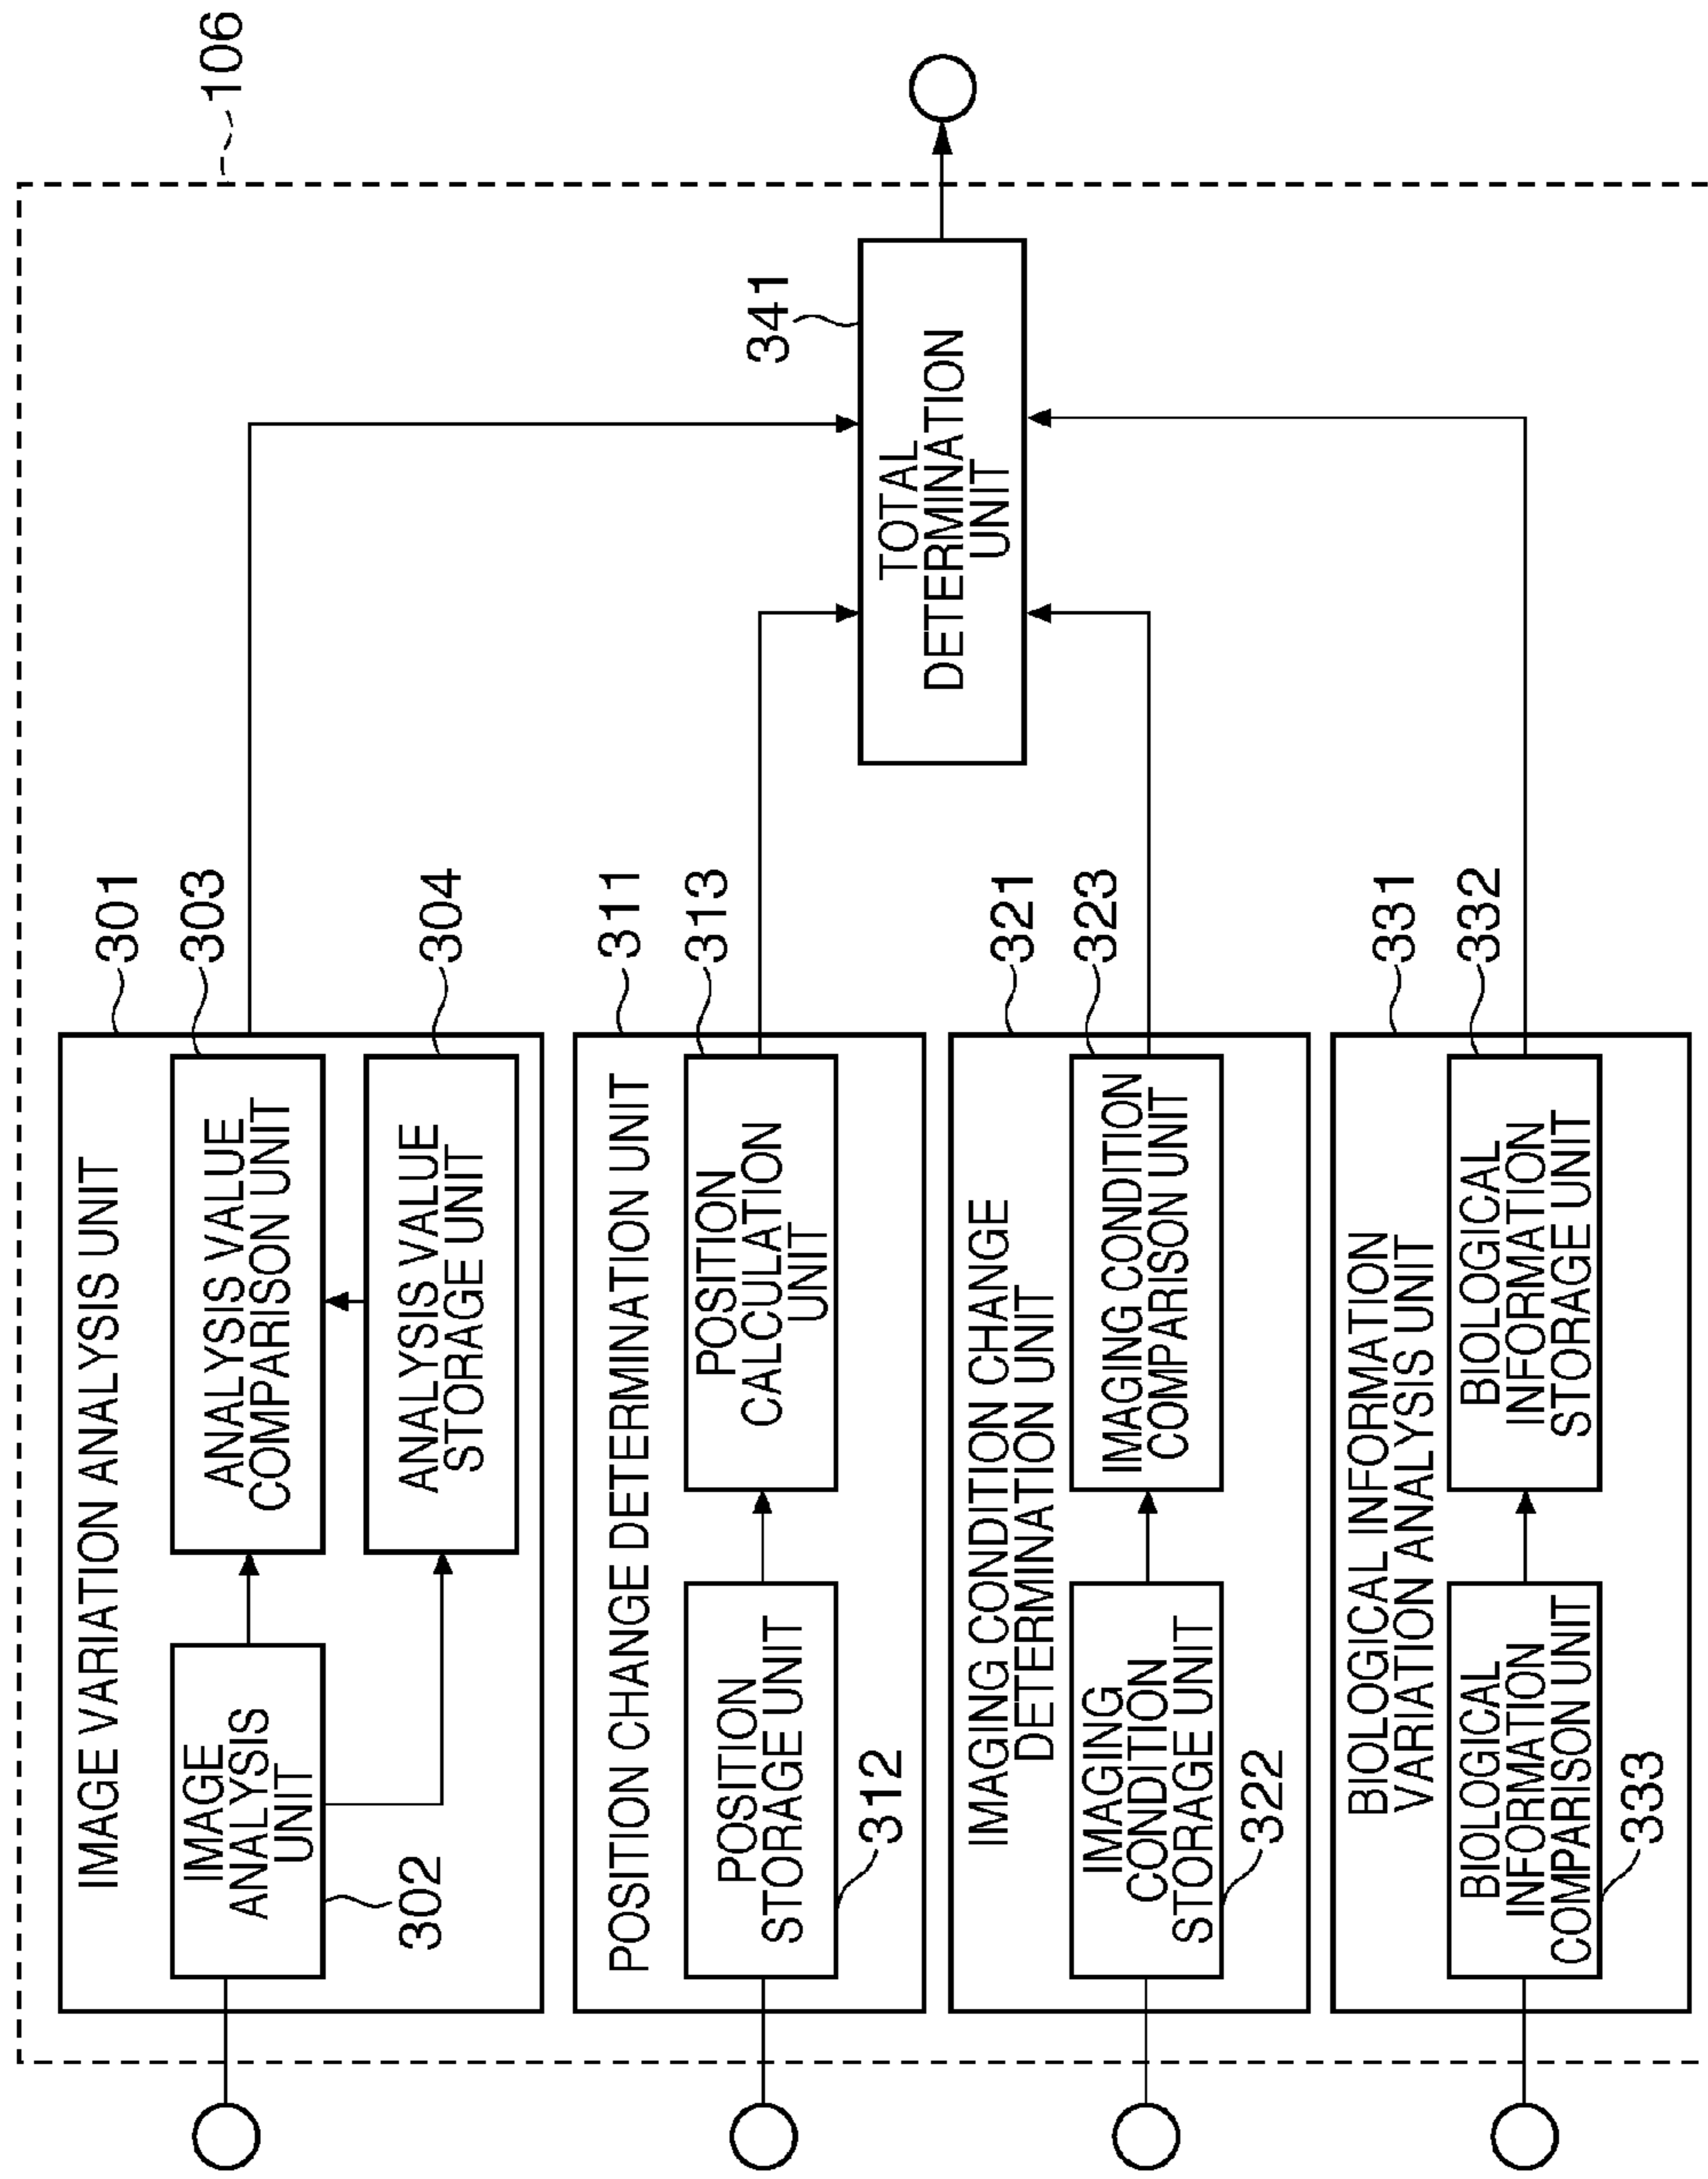 106
IMAGE VARIATION ANALYSIS UNIT
301
IMAGE
ANALYSIS
UNIT
302
ANALYSIS VALUE
COMPARISON UNIT
303
ANALYSIS VALUE
STORAGE UNIT
304
POSITION CHANGE DETERMINATION UNIT
311
POSITION
STORAGE UNIT
312
POSITION
CALCULATION
UNIT
313
TOTAL
DETERMINATION
UNIT
341
IMAGING CONDITION CHANGE
DETERMINATION UNIT
321
IMAGING
CONDITION
STORAGE UNIT
322
IMAGING CONDITION
COMPARISON UNIT
323
BIOLOGICAL INFORMATION
VARIATION ANALYSIS UNIT
331
BIOLOGICAL
INFORMATION
COMPARISON UNIT
333
BIOLOGICAL
INFORMATION
STORAGE UNIT
332